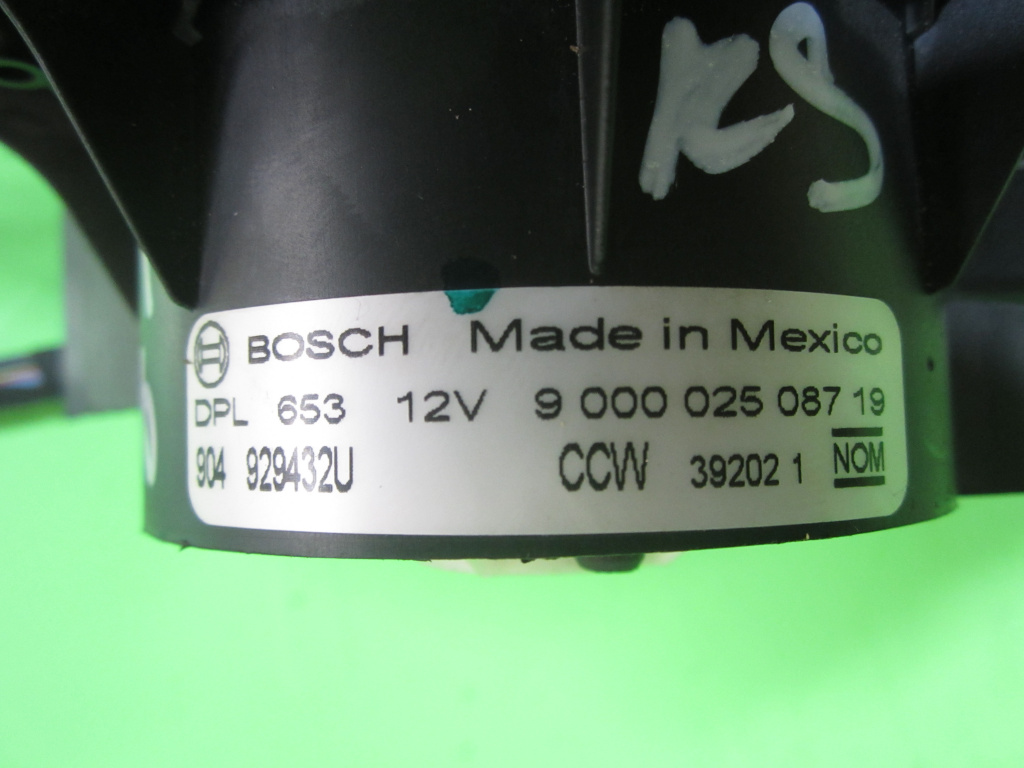 KS
BOSCH Made in Mexico
DPL 653 12V 9 000 025 087 19
904 929432U CCW 39202 1 NOM